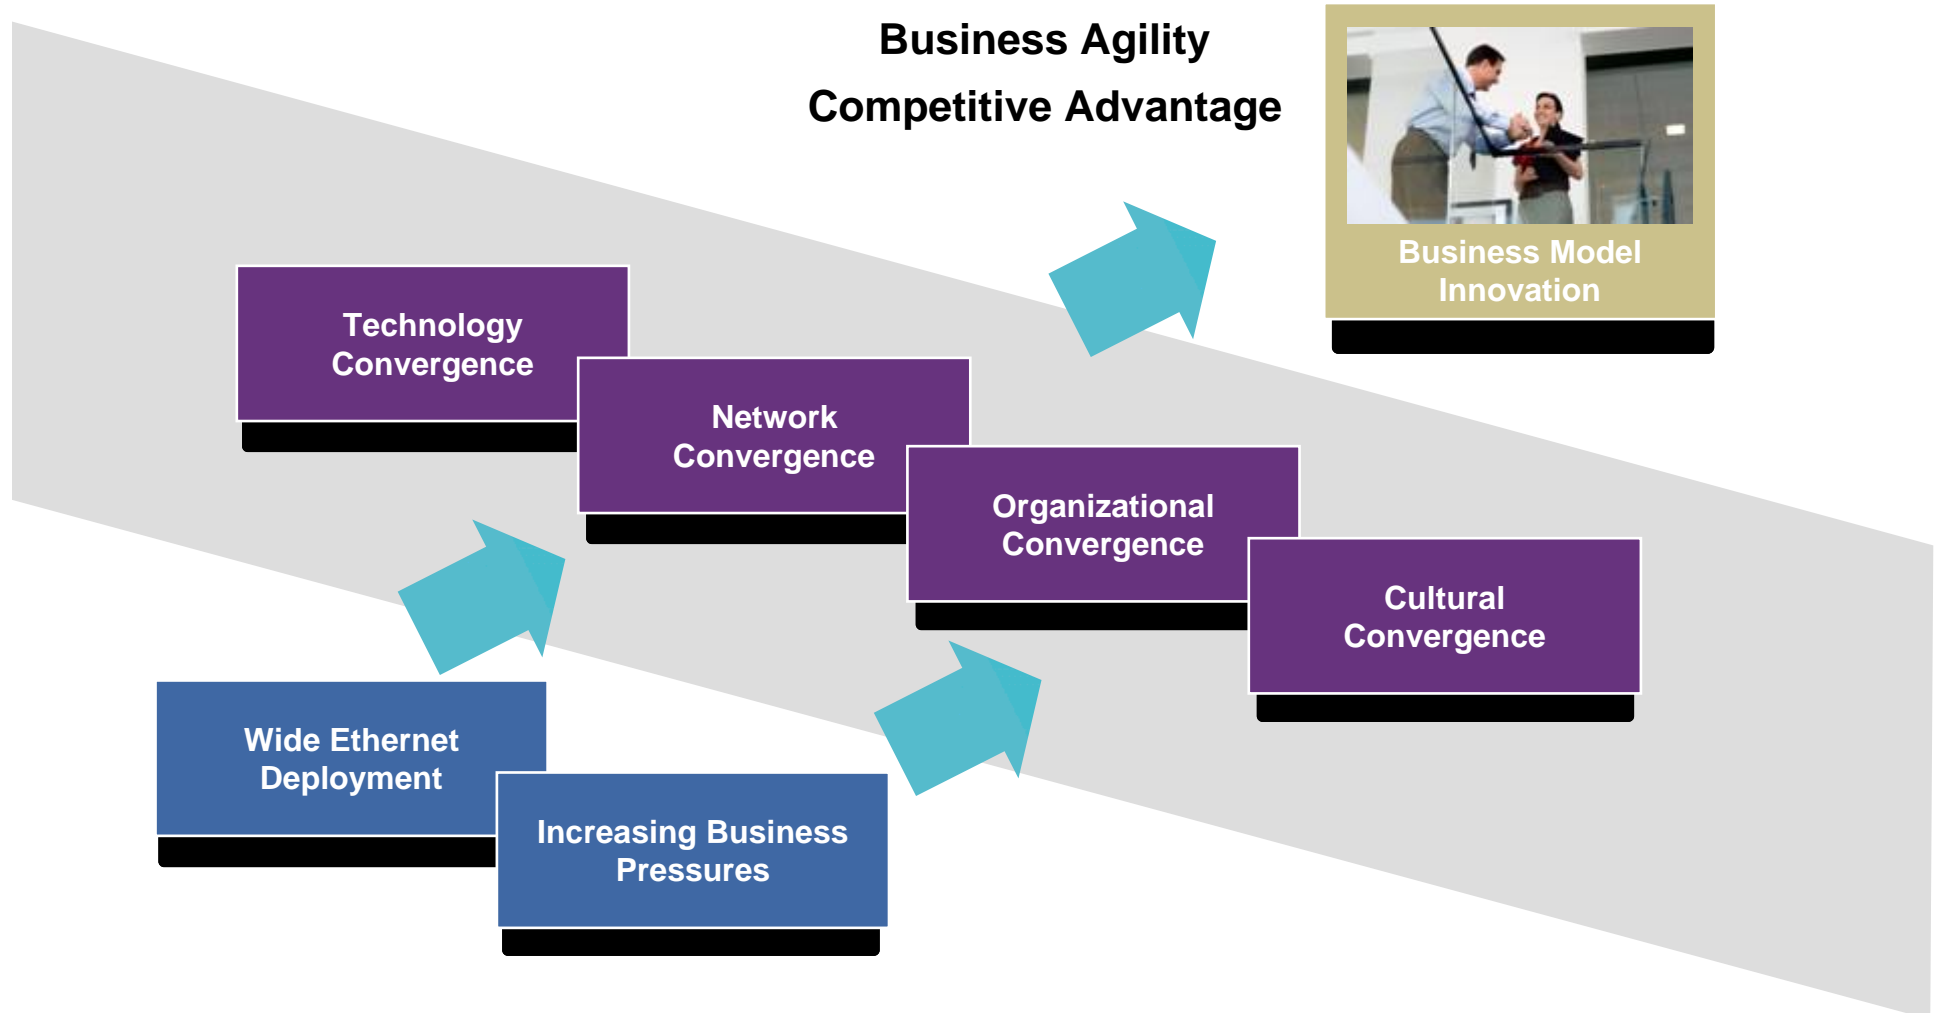 Business Agility
Competitive Advantage
Business Model
Innovation
Technology
Convergence
Network
Convergence
Organizational
Convergence
Cultural
Convergence
Wide Ethernet
Deployment
Increasing Business
Pressures